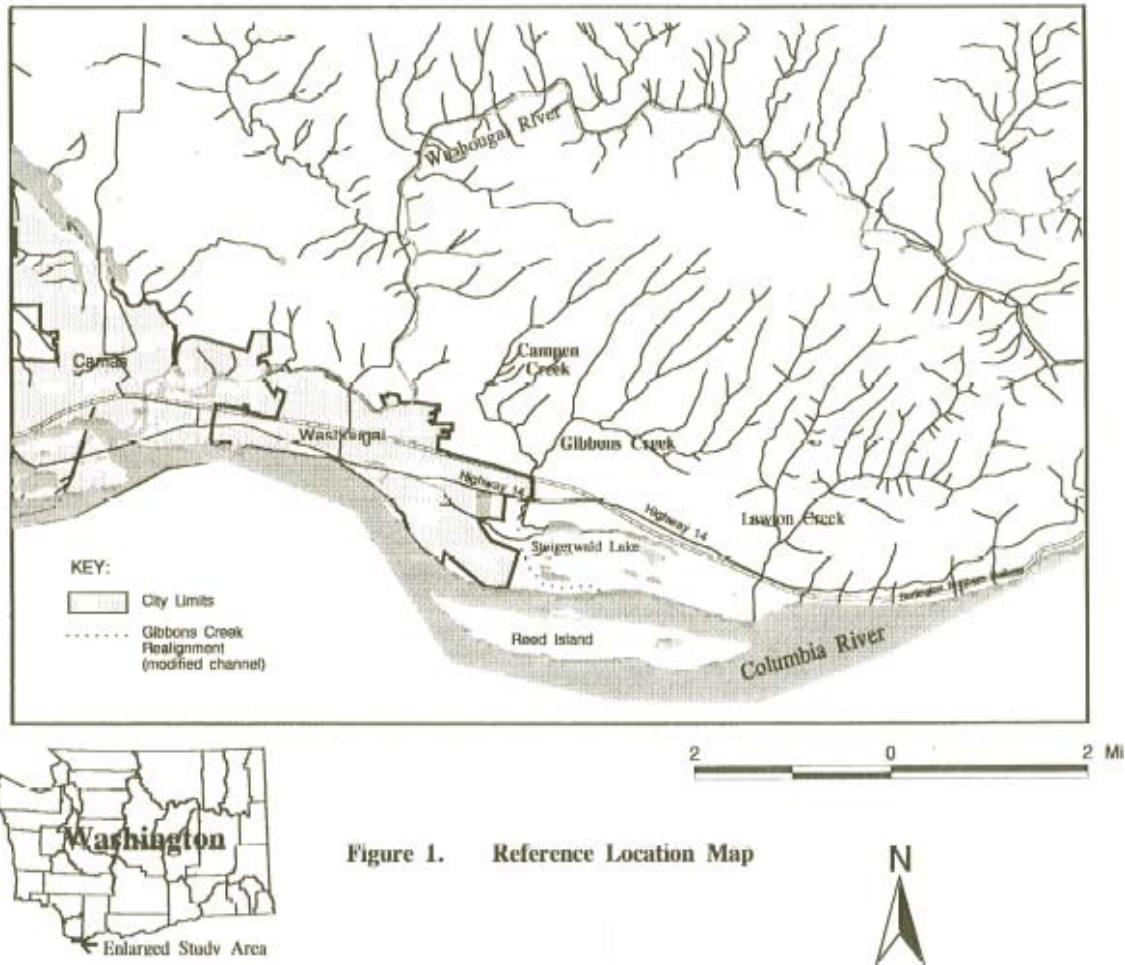 Washougal River
Camas
Campen
Creek
Washougal
Gibbons Creek
Highway 14
Highway 14
Lawton Creek
Steigerwald Lake
KEY:
City Limits
Gibbons Creek
Realignment
(modified channel)
Reed Island
Columbia River
2 0 2 Mi
Washington
Figure 1. Reference Location Map
N
Enlarged Study Area